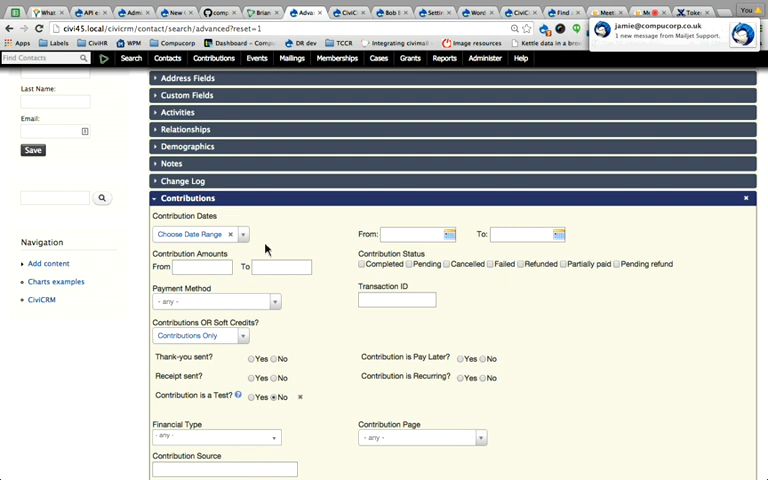 What
API e
Admi
New
comp
Brian
Adva
CiviC
Bob E
Settin
Word
CiviC
Find
Meet
M
Toke
You
civi45.local/civicrm/contact/search/advanced?reset=1
jamie@compucorp.co.uk
1 new message from Mailjet Support.
Apps
Bolt
Labels
CiviHR
WPM
Compucorp
Dashboard – Compu
DR dev
TCCR
Integrating civimail
Image resources
Kettle data in a brow
Find Contacts
Search
Contacts
Contributions
Events
Mailings
Memberships
Cases
Grants
Reports
Administer
Help
Last Name:
Email:
Save
Navigation
Add content
Charts examples
CiviCRM
Address Fields
Custom Fields
Activities
Relationships
Demographics
Notes
Change Log
Contributions
Contribution Dates
Choose Date Range
From:
To:
Contribution Amounts
From
To
Contribution Status
Completed Pending Cancelled Failed Refunded Partially paid Pending refund
Payment Method
- any -
Transaction ID
Contributions OR Soft Credits?
Contributions Only
Thank-you sent? Yes No
Contribution is Pay Later? Yes No
Receipt sent? Yes No
Contribution is Recurring? Yes No
Contribution is a Test? Yes No
Financial Type
- any -
Contribution Page
- any -
Contribution Source